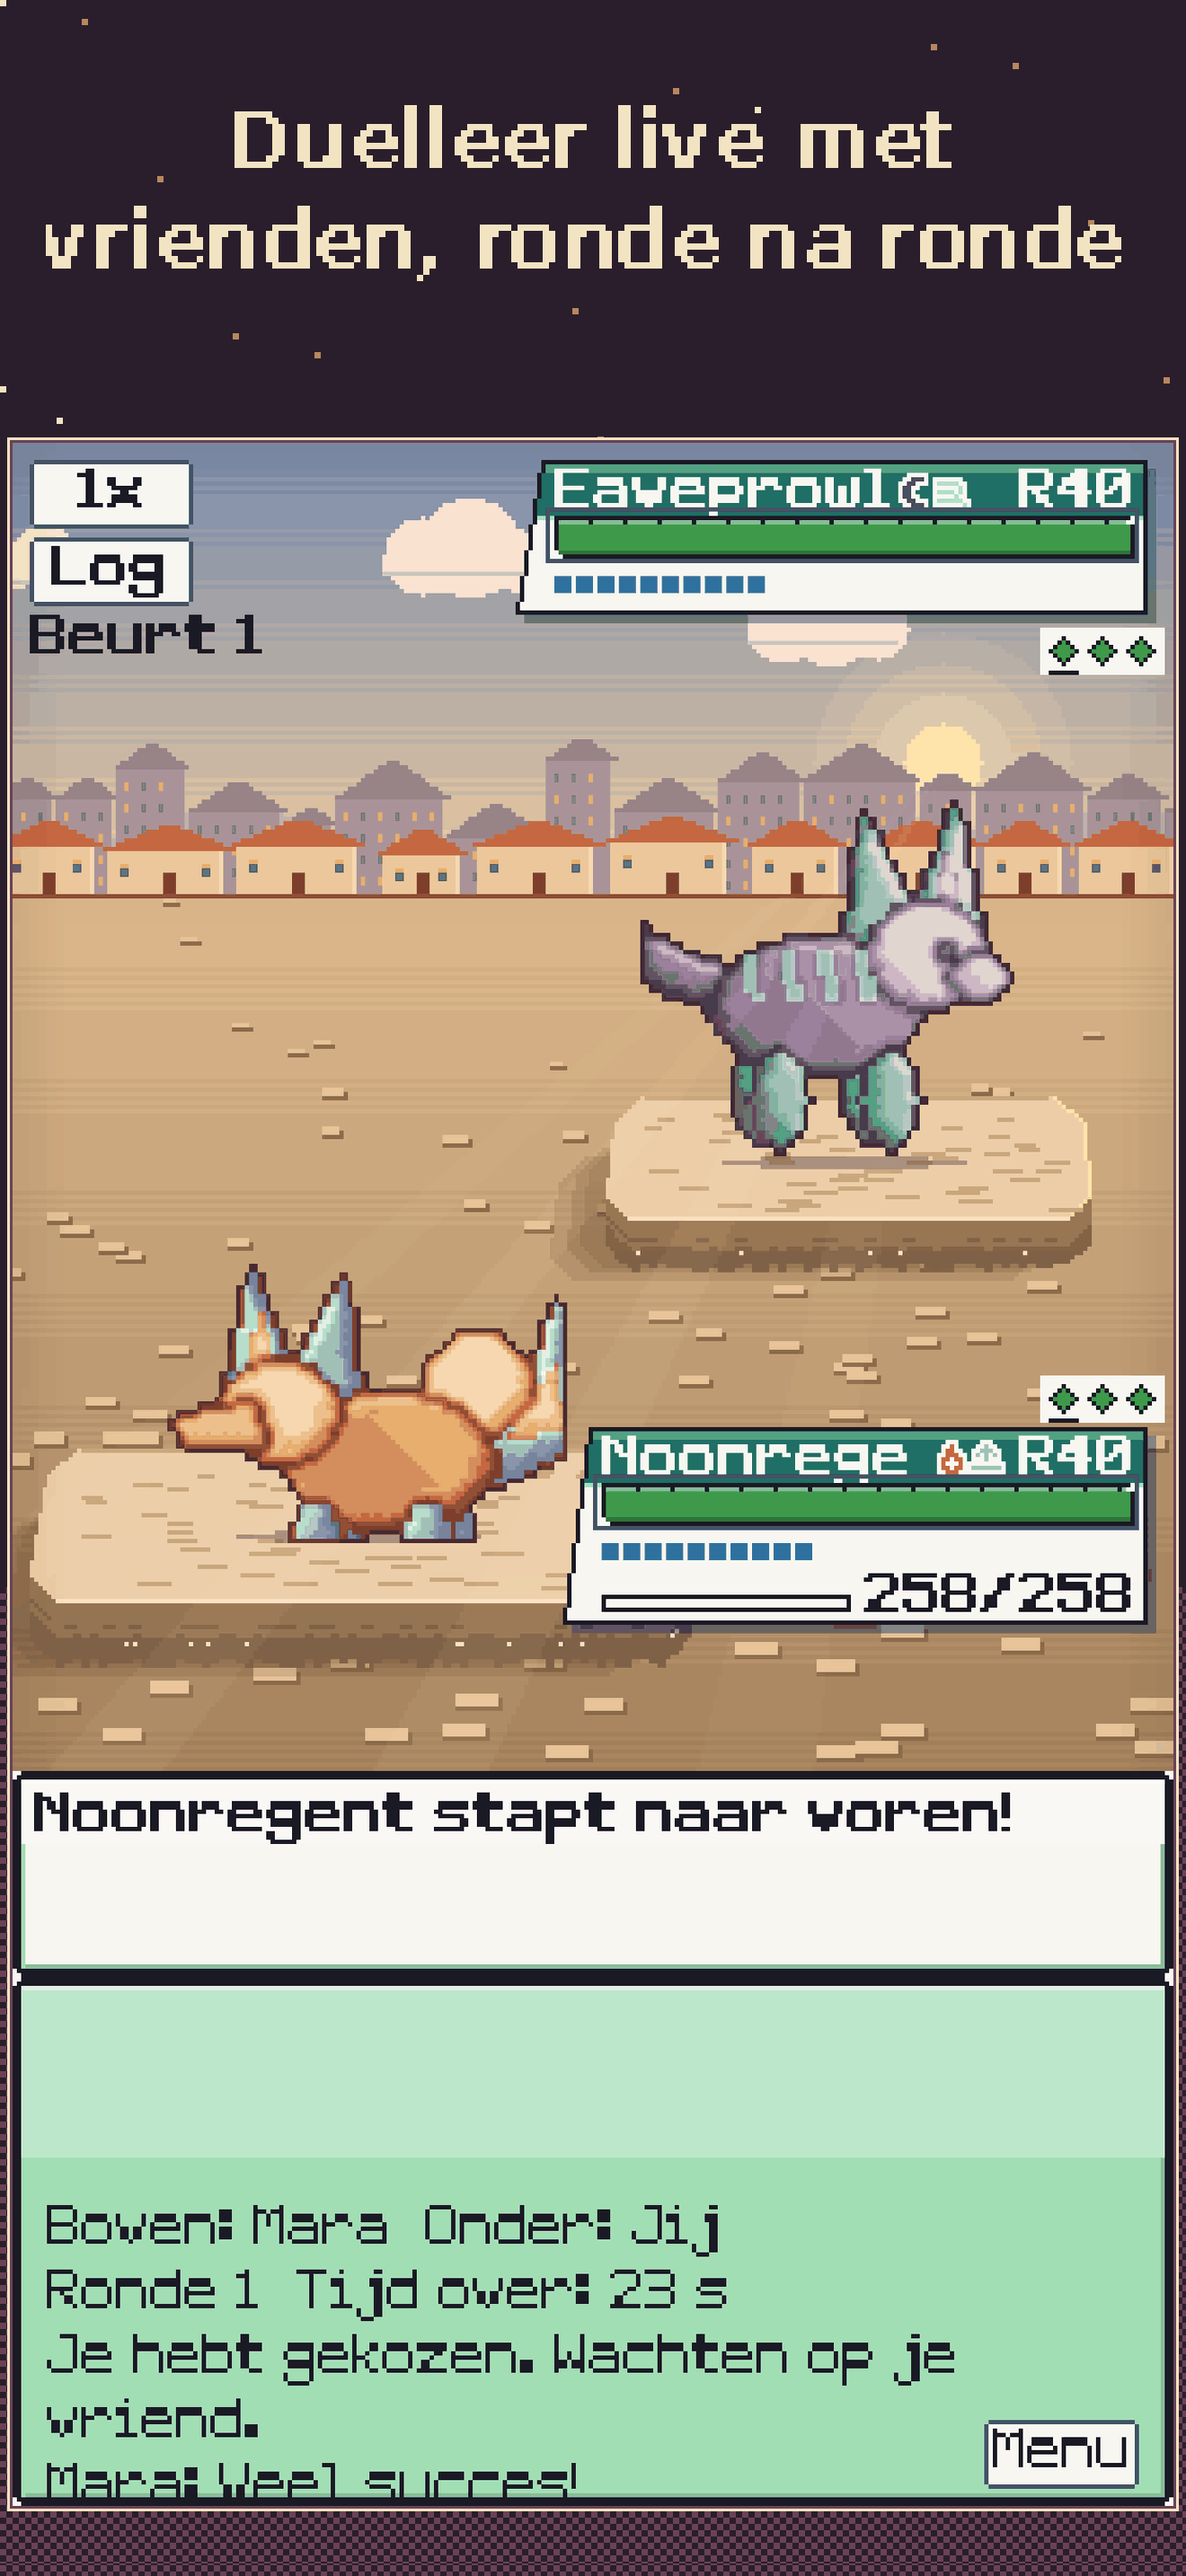 Duelleer live met
vrienden, ronde na ronde
1x
Eaveprowl R40
Log
Beurt 1
Noonrege R40
258/258
Noonregent stapt naar voren!
Boven: Mara Onder: Jij
Ronde 1 Tijd over: 23 s
Je hebt gekozen. Wachten op je
vriend.
Menu
Mara: Veel succes!